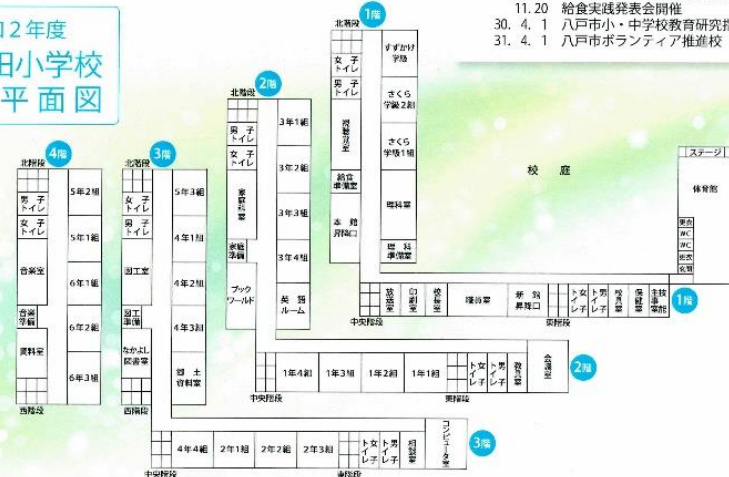 2年度
田小学校
平面図
11.20 給食実践発表会開催
30. 4. 1 八戸市小・中学校教育研究指
31. 4. 1 八戸市ボランティア推進校
1階
北階段
女子トイレ
男子トイレ
視聴覚室
給食準備室
本館昇降口
すずかけ学級
さくら学級2組
さくら学級1組
理科室
理科準備室
校庭
ステージ
体育館
更衣
WC
WC
更衣
玄関
放送室
印刷室
校長室
職員室
新館昇降口
女子トイレ
男子トイレ
校具室
保健室
主事室
技能
1階
中央階段
東階段
2階
北階段
男子トイレ
女子トイレ
家庭科室
家庭準備
ブックワールド
3年1組
3年2組
3年3組
3年4組
英語ルーム
1年4組
1年3組
1年2組
1年1組
女子トイレ
男子トイレ
教具室
会議室
2階
中央階段
東階段
3階
北階段
女子トイレ
男子トイレ
図工室
図工準備
なかよし図書室
西階段
5年3組
4年1組
4年2組
4年3組
郷土資料室
4年4組
2年1組
2年2組
2年3組
女子トイレ
男子トイレ
相談室
コンピュータ室
3階
中央階段
東階段
4階
北階段
男子トイレ
女子トイレ
音楽室
音楽準備
資料室
西階段
5年2組
5年1組
6年1組
6年2組
6年3組